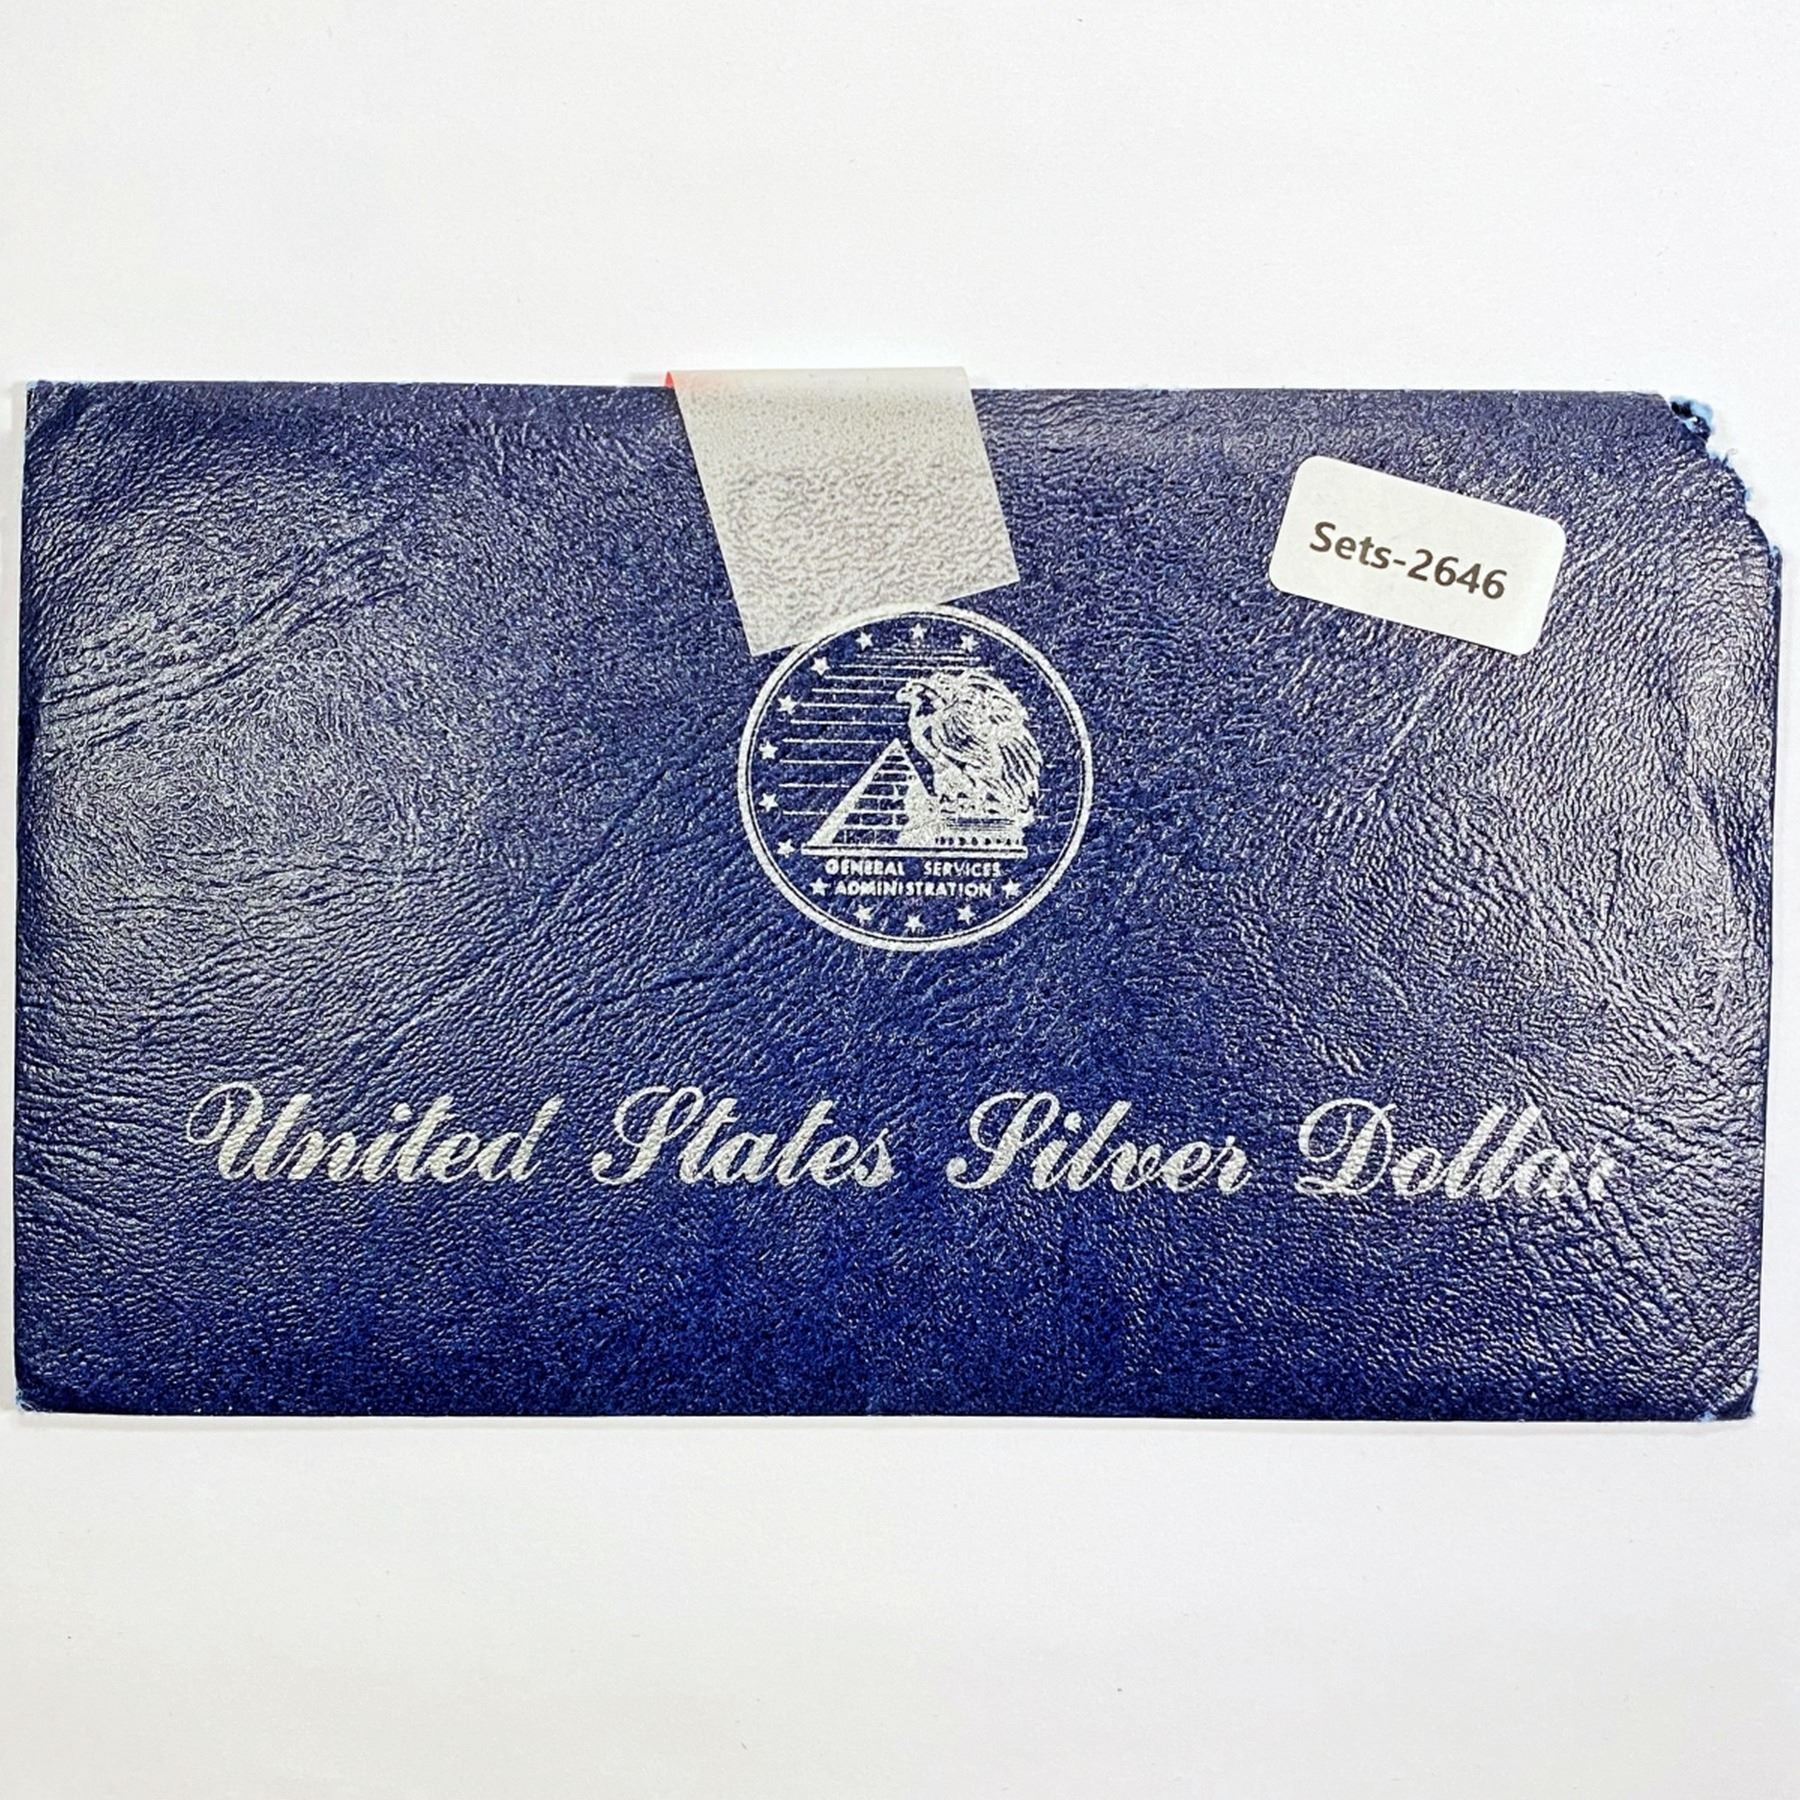 Sets-2646
GENERAL SERVICES
ADMINISTRATION
United States Silver Dollar